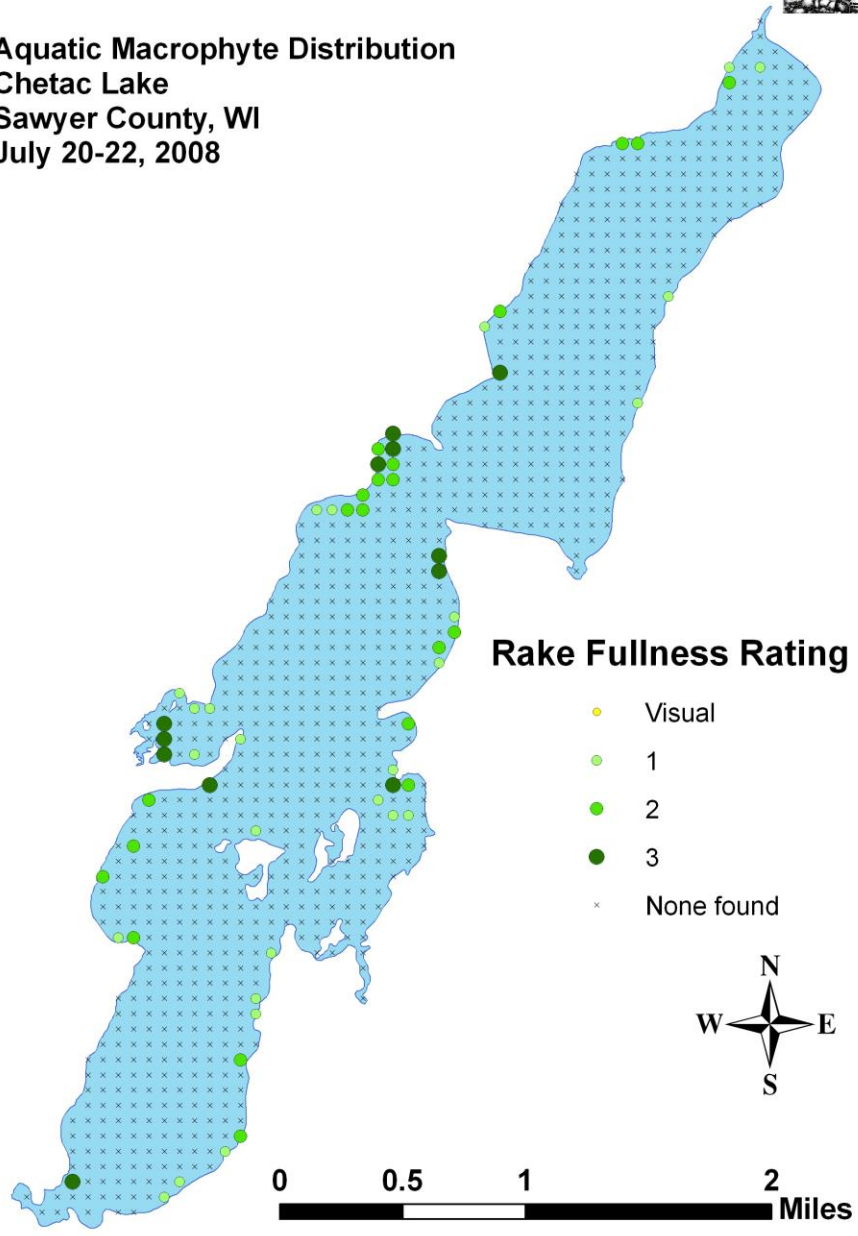 Aquatic Macrophyte Distribution
Chetac Lake
Sawyer County, WI
July 20-22, 2008
Rake Fullness Rating
Visual
1
2
3
None found
N
W E
S
0 0.5 1 2
Miles